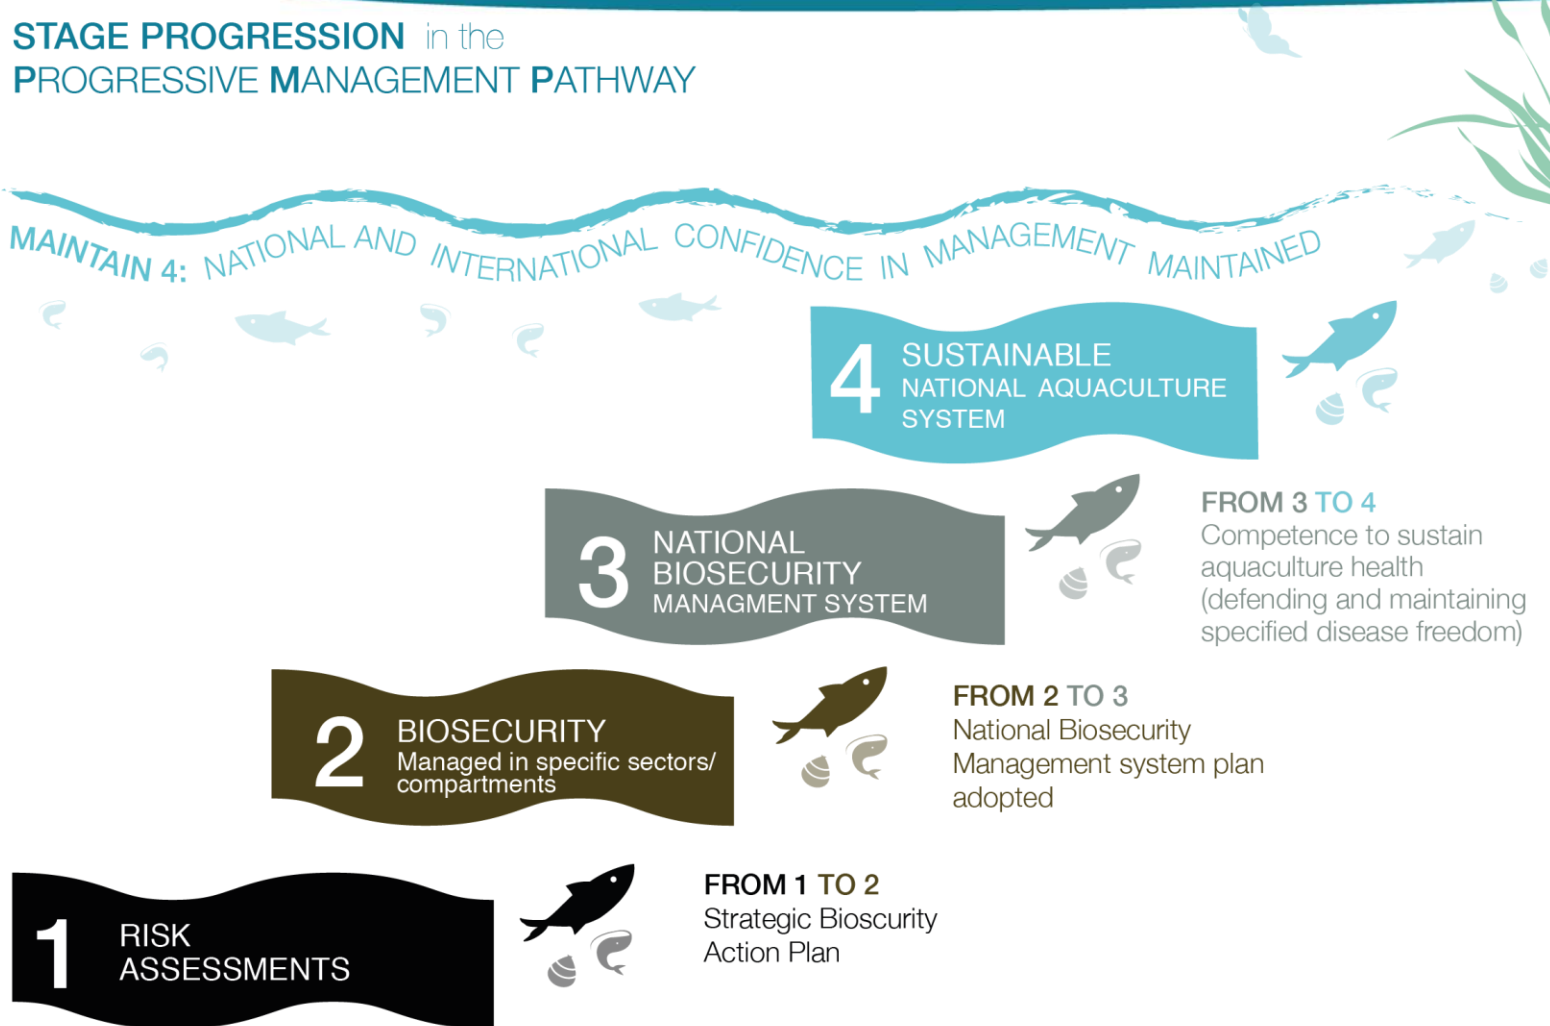 STAGE PROGRESSION in the
PROGRESSIVE MANAGEMENT PATHWAY
MAINTAIN 4: NATIONAL AND INTERNATIONAL CONFIDENCE IN MANAGEMENT MAINTAINED
4
SUSTAINABLE
NATIONAL AQUACULTURE
SYSTEM
FROM 3 TO 4
Competence to sustain
aquaculture health
(defending and maintaining
specified disease freedom)
3
NATIONAL
BIOSECURITY
MANAGMENT SYSTEM
FROM 2 TO 3
National Biosecurity
Management system plan
adopted
2
BIOSECURITY
Managed in specific sectors/
compartments
FROM 1 TO 2
Strategic Bioscurity
Action Plan
1
RISK
ASSESSMENTS